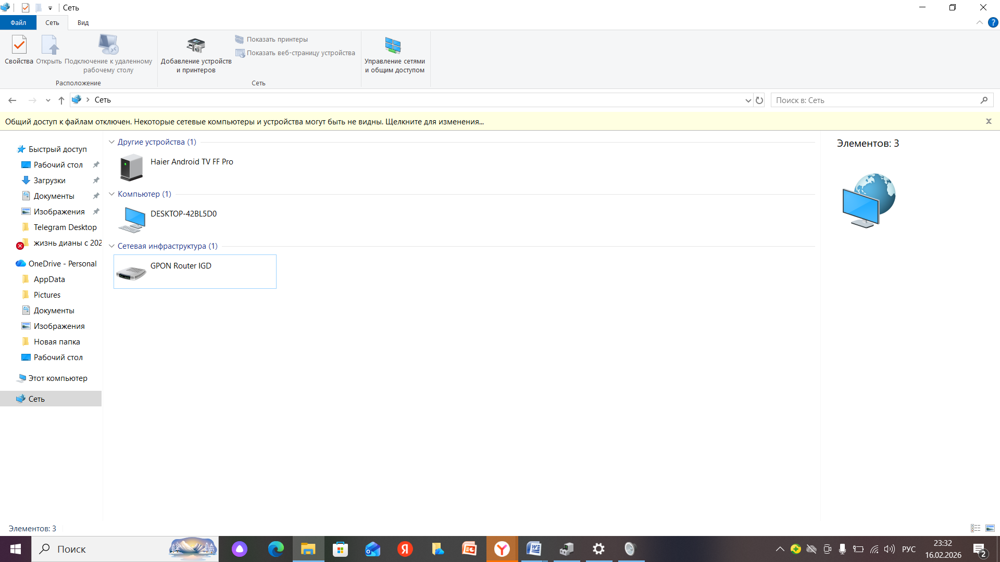 Сеть
Файл
Сеть
Вид
Свойства
Открыть
Подключение к удаленному
рабочему столу
Расположение
Добавление устройств
и принтеров
Показать принтеры
Показать веб-страницу устройства
Сеть
Управление сетями
и общим доступом
Сеть
Поиск в: Сеть
Общий доступ к файлам отключен. Некоторые сетевые компьютеры и устройства могут быть не видны. Щелкните для изменения...
Быстрый доступ
Рабочий стол
Загрузки
Документы
Изображения
Telegram Desktop
жизнь дианы с 202
OneDrive - Personal
AppData
Pictures
Документы
Изображения
Новая папка
Рабочий стол
Этот компьютер
Сеть
Другие устройства (1)
Haier Android TV FF Pro
Компьютер (1)
DESKTOP-42BL5D0
Сетевая инфраструктура (1)
GPON Router IGD
Элементов: 3
Элементов: 3
Поиск
РУС
23:32
16.02.2026
2